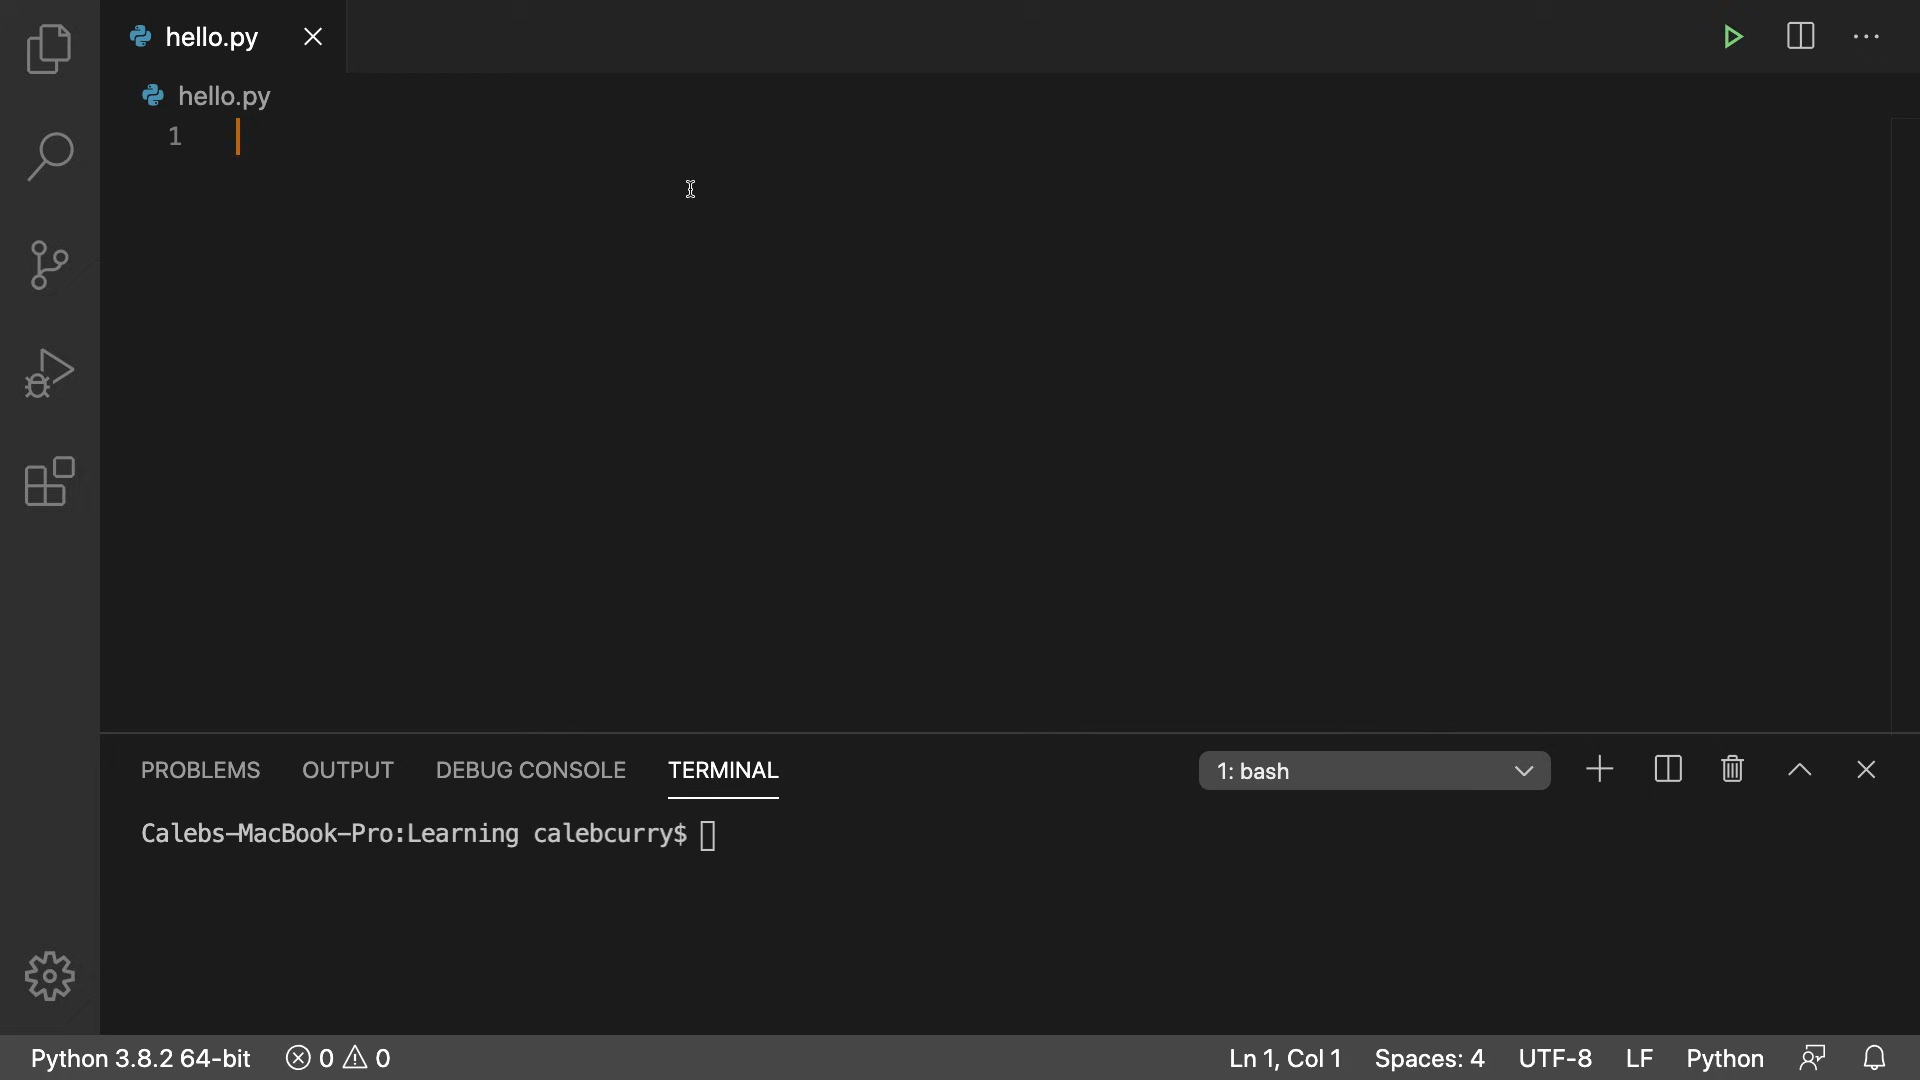 hello.py
hello.py
1
PROBLEMS OUTPUT DEBUG CONSOLE TERMINAL 1: bash
Calebs-MacBook-Pro:Learning calebcurry$
Python 3.8.2 64-bit 0 0 Ln 1, Col 1 Spaces: 4 UTF-8 LF Python